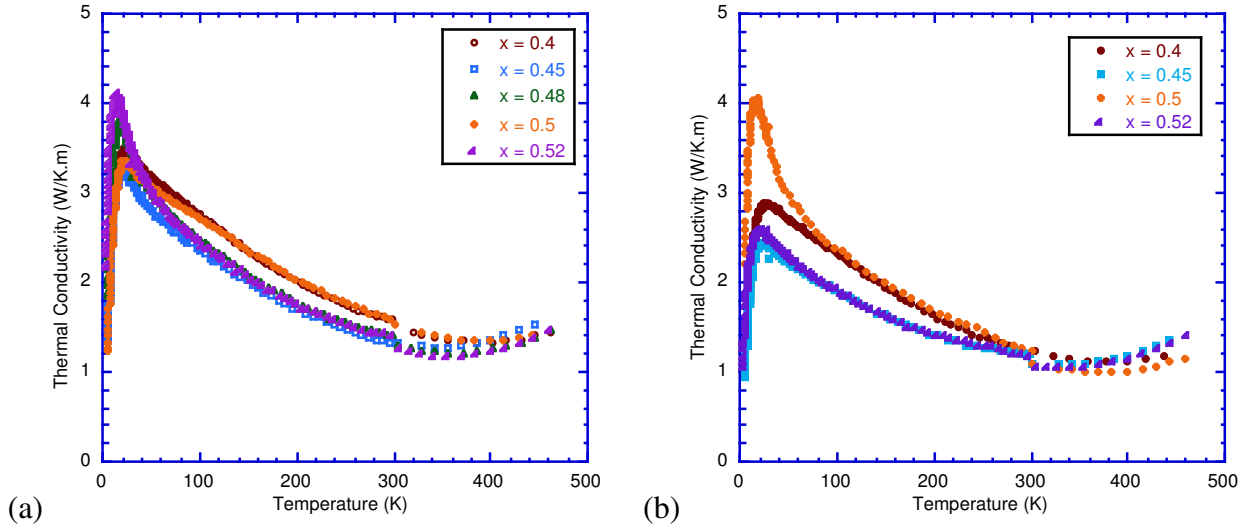 5
4
3
2
1
0
Thermal Conductivity (W/K.m)
x = 0.4
x = 0.45
x = 0.48
x = 0.5
x = 0.52
0 100 200 300 400 500
Temperature (K)
(a)
5
4
3
2
1
0
Thermal Conductivity (W/K.m)
x = 0.4
x = 0.45
x = 0.5
x = 0.52
0 100 200 300 400 500
Temperature (K)
(b)